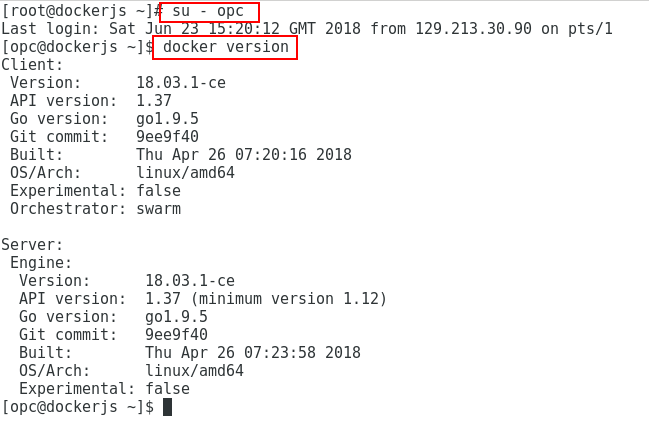 [root@dockerjs ~]# su - opc
Last login: Sat Jun 23 15:20:12 GMT 2018 from 129.213.30.90 on pts/1
[opc@dockerjs ~]$ docker version
Client:
 Version:      18.03.1-ce
 API version:  1.37
 Go version:   go1.9.5
 Git commit:   9ee9f40
 Built:        Thu Apr 26 07:20:16 2018
 OS/Arch:      linux/amd64
 Experimental: false
 Orchestrator: swarm

Server:
 Engine:
  Version:      18.03.1-ce
  API version:  1.37 (minimum version 1.12)
  Go version:   go1.9.5
  Git commit:   9ee9f40
  Built:        Thu Apr 26 07:23:58 2018
  OS/Arch:      linux/amd64
  Experimental: false
[opc@dockerjs ~]$